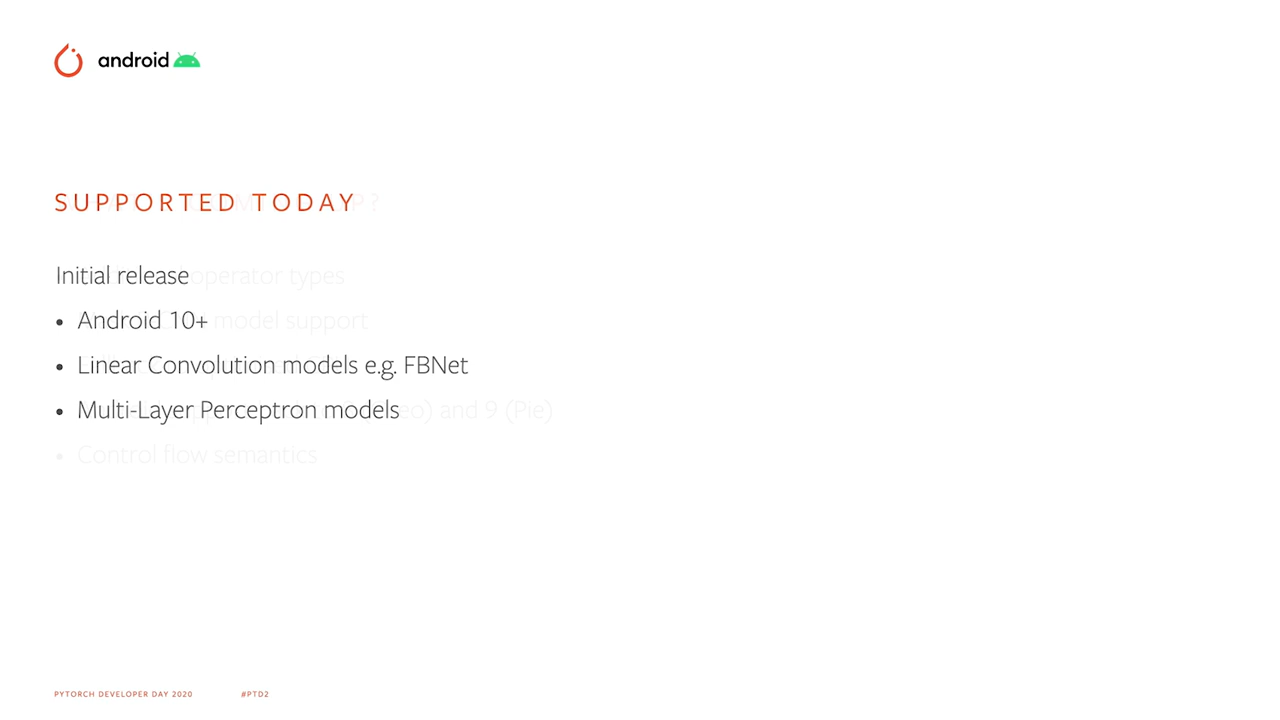 android
SUPPORTED TODAY
Initial release operator types
• Android 10+ model support
• Linear Convolution models e.g. FBNet
• Multi-Layer Perceptron models and 9 (Pie)
• Control flow semantics
PYTORCH DEVELOPER DAY 2020 #PTD2